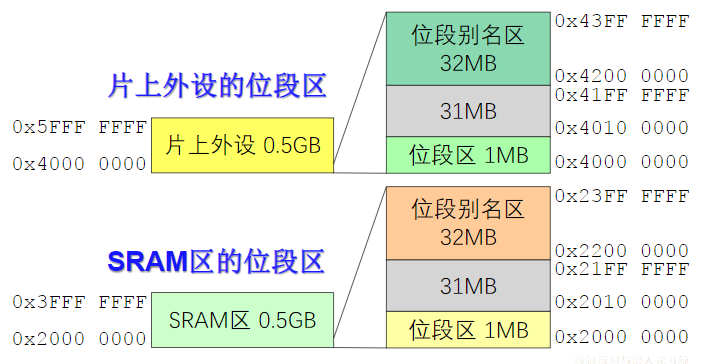 片上外设的位段区
0x5FFF FFFF
0x4000 0000
片上外设 0.5GB
位段别名区
32MB
31MB
位段区 1MB
0x43FF FFFF
0x4200 0000
0x41FF FFFF
0x4010 0000
0x4000 0000
SRAM区的位段区
0x3FFF FFFF
0x2000 0000
SRAM区 0.5GB
位段别名区
32MB
31MB
位段区 1MB
0x23FF FFFF
0x2200 0000
0x21FF FFFF
0x2010 0000
0x2000 0000